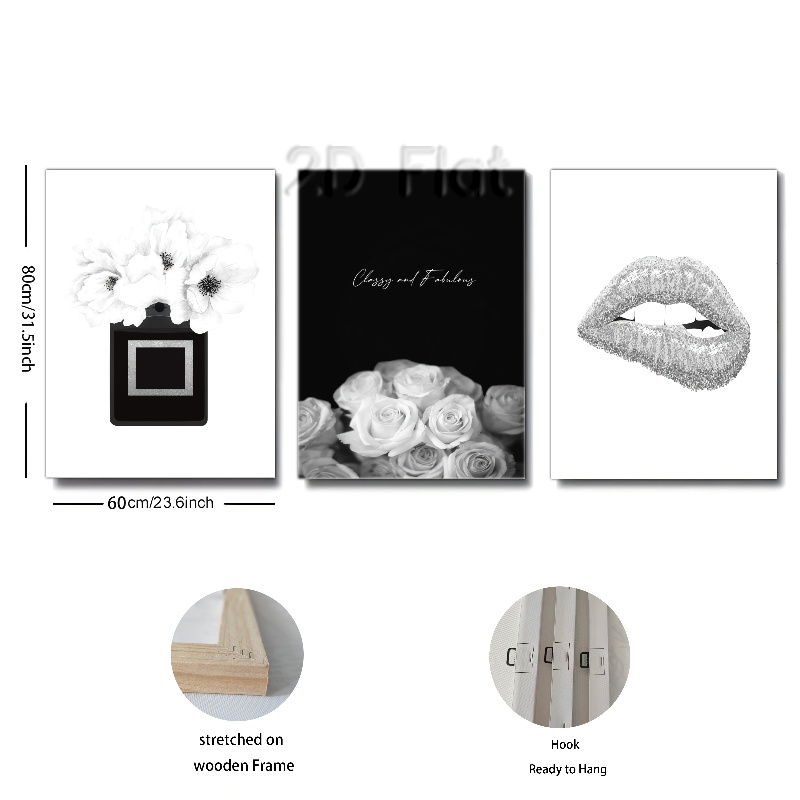 2D Flat
Classy and Fabulous
80cm/31.5inch
60cm/23.6inch
stretched on
wooden Frame
Hook
Ready to Hang